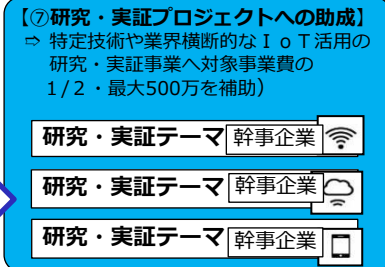 【⑦研究・実証プロジェクトへの助成】
⇨ 特定技術や業界横断的なＩｏＴ活用の
研究・実証事業へ対象事業費の
1/2・最大500万を補助）
研究・実証テーマ 幹事企業
研究・実証テーマ 幹事企業
研究・実証テーマ 幹事企業